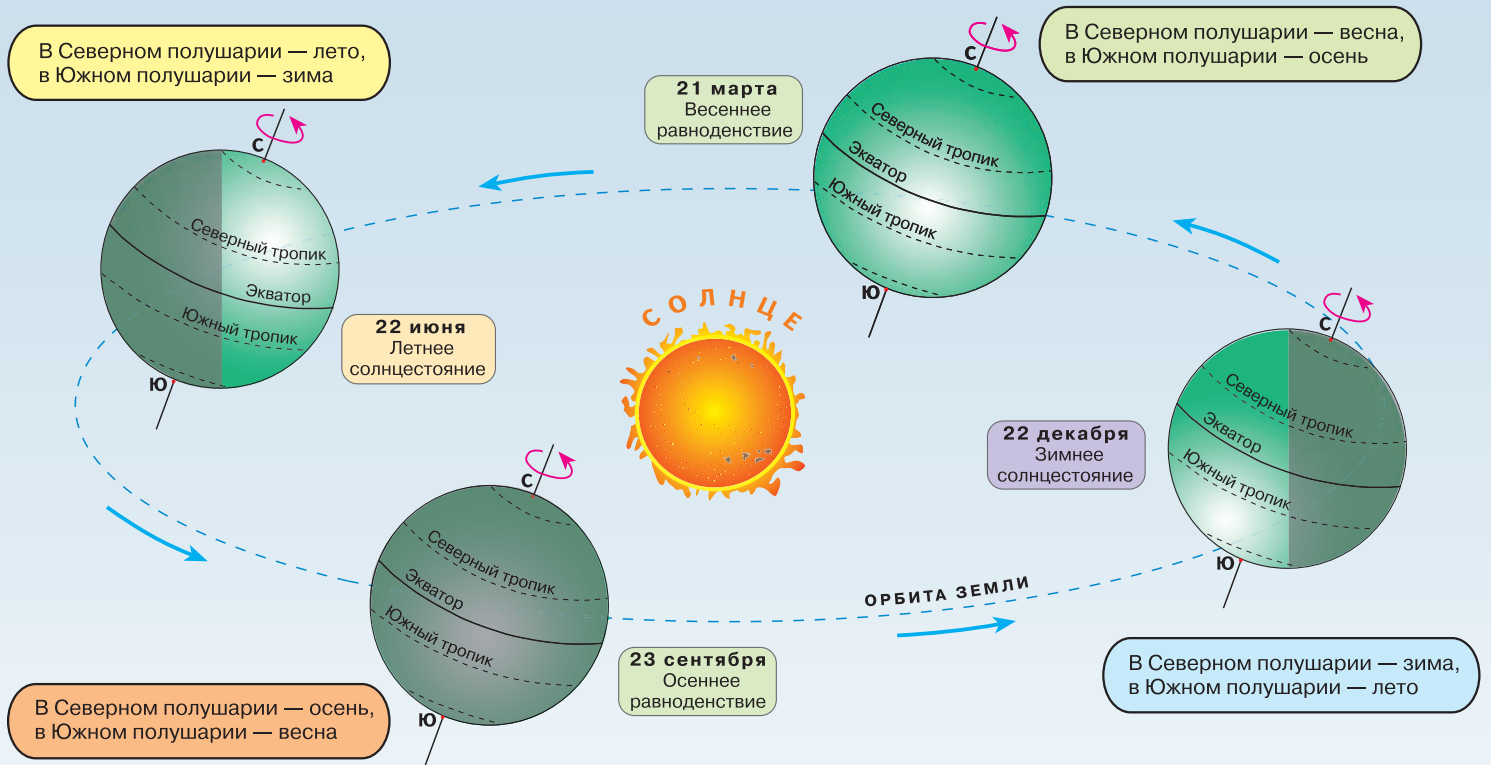 В Северном полушарии — лето,
в Южном полушарии — зима
В Северном полушарии — весна,
в Южном полушарии — осень
21 марта
Весеннее
равноденствие
С
Северный тропик
Экватор
Южный тропик
Ю
С
Северный тропик
Экватор
Южный тропик
Ю
22 июня
Летнее
солнцестояние
СОЛНЦЕ
С
Северный тропик
Экватор
Южный тропик
Ю
22 декабря
Зимнее
солнцестояние
С
Северный тропик
Экватор
Южный тропик
Ю
ОРБИТА ЗЕМЛИ
23 сентября
Осеннее
равноденствие
В Северном полушарии — зима,
в Южном полушарии — лето
В Северном полушарии — осень,
в Южном полушарии — весна